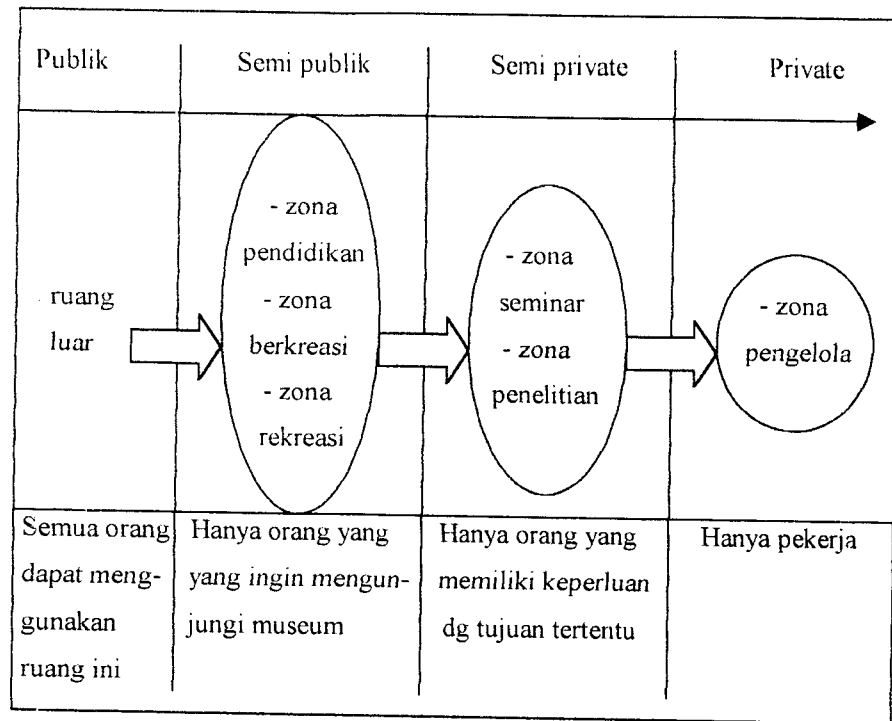 Publik
Semi publik
Semi private
Private
ruang
luar
- zona
pendidikan
- zona
berkreasi
- zona
rekreasi
- zona
seminar
- zona
penelitian
- zona
pengelola
Semua orang
dapat meng-
gunakan
ruang ini
Hanya orang yang
yang ingin mengun-
jungi museum
Hanya orang yang
memiliki keperluan
dg tujuan tertentu
Hanya pekerja